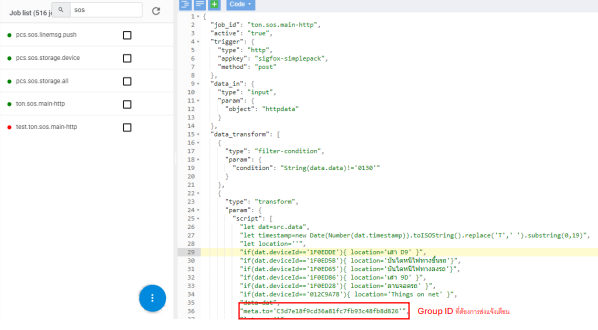 Job list (516 jo
sos
Code
pcs.sos.linemsg.push
pcs.sos.storage.device
pcs.sos.storage.all
ton.sos.main-http
test.ton.sos.main-http
1 {
2 "job_id": "ton.sos.main-http",
3 "active": "true",
4 "trigger": {
5 "type": "http",
6 "appkey": "sigfox-simplepack",
7 "method": "post"
8 },
9 "data_in": {
10 "type": "input",
11 "param": {
12 "object": "httpdata"
13 }
14 },
15 "data_transform": [
16 {
17 "type": "filter-condition",
18 "param": {
19 "condition": "String(data.data)!='0130'"
20 }
21 },
22 {
23 "type": "transform",
24 "param": {
25 "script": [
26 "let dat=src.data",
27 "let timestamp=new Date(Number(dat.timestamp)).toISOString().replace('T',' ').substring(0,19)",
28 "let location=''",
29 "if(dat.deviceId=='1F0EDDE'){ location='เสา D9' }",
30 "if(dat.deviceId=='1F0ED5B'){ location='บันไดหนีไฟทางขึ้นรถ'}",
31 "if(dat.deviceId=='1F0ED65'){ location='บันไดหนีไฟทางลงรถ'}",
32 "if(dat.deviceId=='1F0ED86'){ location='เสา 9D' }",
33 "if(dat.deviceId=='1F0ED28'){ location='ลานจอดรถ' }",
34 "if(dat.deviceId=='012C9A78'){ location='Things on net' }",
35 "data=dat",
36 "meta.to='C3d7e18f9cd36a81fc7fb93c48fb8d826'",
Group ID ที่ต้องการส่งแจ้งเตือน